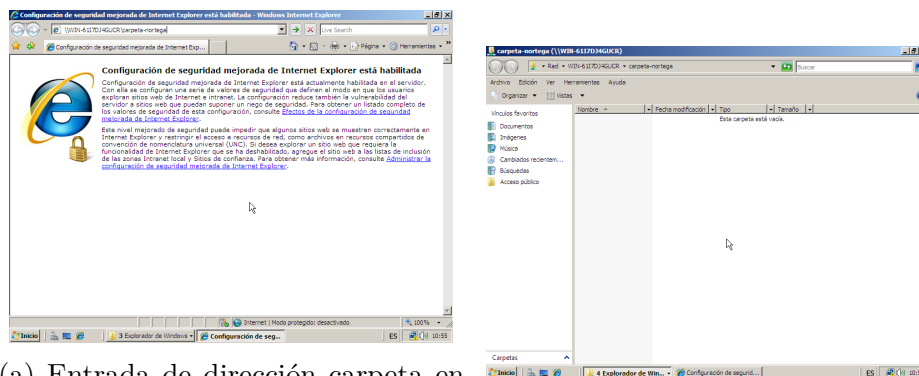 Configuración de seguridad mejorada de Internet Explorer está habilitada - Windows Internet Explorer
\\WIN-61I7DJ4GUCR\carpeta-nortega
Live Search
Configuración de seguridad mejorada de Internet Exp...
Página
Herramientas
Configuración de seguridad mejorada de Internet Explorer está habilitada
Configuración de seguridad mejorada de Internet Explorer está actualmente habilitada en el servidor.
Con ella se configuran una serie de valores de seguridad que definen el modo en que los usuarios
exploran sitios web de Internet e intranet. La configuración reduce también la vulnerabilidad del
servidor a sitios web que puedan suponer un riego de seguridad. Para obtener un listado completo de
los valores de seguridad de esta configuración, consulte Efectos de la configuración de seguridad
mejorada de Internet Explorer.
Este nivel mejorado de seguridad puede impedir que algunos sitios web se muestren correctamente en
Internet Explorer y restringir el acceso a recursos de red, como archivos en recursos compartidos de
convención de nomenclatura universal (UNC). Si desea explorar un sitio web que requiera la
funcionalidad de Internet Explorer que se ha deshabilitado, agregue el sitio web a las listas de inclusión
de las zonas Intranet local y Sitios de confianza. Para obtener más información, consulte Administrar la
configuración de seguridad mejorada de Internet Explorer.
Internet | Modo protegido: desactivado
100%
Inicio
3 Explorador de Windows
Configuración de seg...
ES
10:55
(a) Entrada de dirección carpeta en
carpeta-nortega (\\WIN-61I7DJ4GUCR)
Red
WIN-61I7DJ4GUCR
carpeta-nortega
Buscar
Archivo Edición Ver Herramientas Ayuda
Organizar
Vistas
Vínculos favoritos
Documentos
Imágenes
Música
Cambiados recientem...
Búsquedas
Acceso público
Nombre
Fecha modificación
Tipo
Tamaño
Esta carpeta está vacía.
Carpetas
Inicio
4 Explorador de Win...
Configuración de segurid...
ES